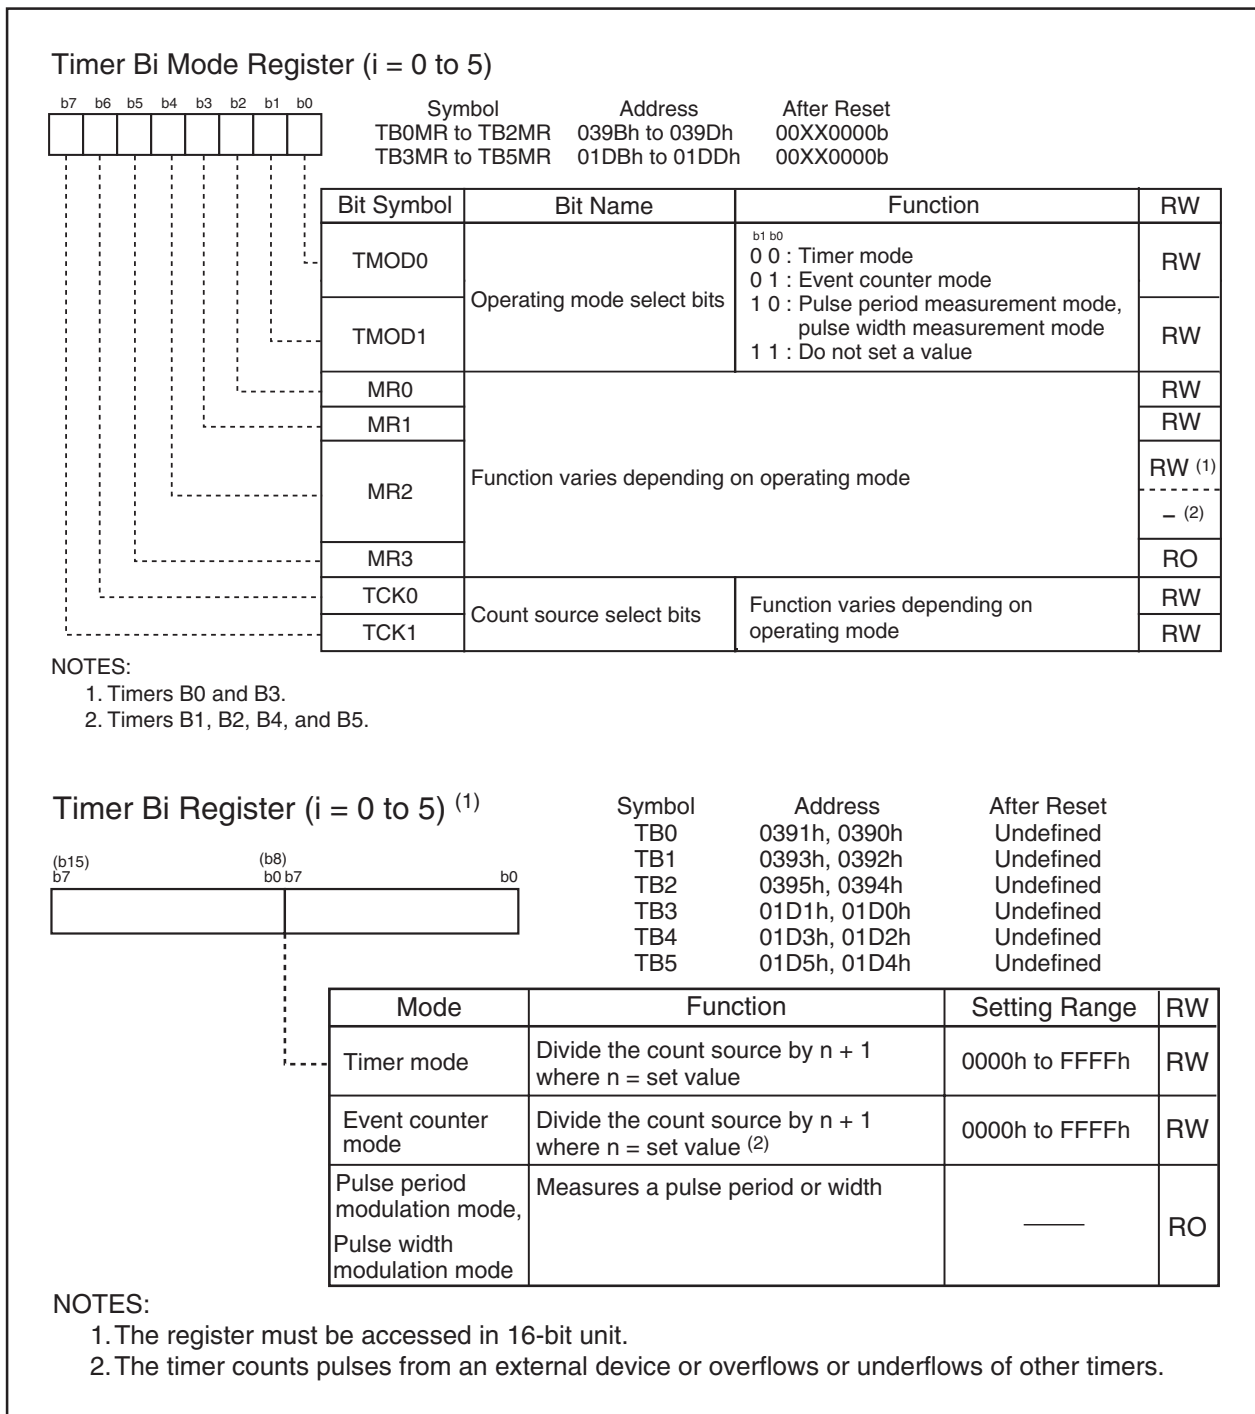 Timer Bi Mode Register (i = 0 to 5)
b7 b6 b5 b4 b3 b2 b1 b0
Symbol Address After Reset
TB0MR to TB2MR 039Bh to 039Dh 00XX0000b
TB3MR to TB5MR 01DBh to 01DDh 00XX0000b
Bit Symbol Bit Name Function RW
TMOD0 Operating mode select bits b1 b0
0 0 : Timer mode RW
0 1 : Event counter mode
1 0 : Pulse period measurement mode,
pulse width measurement mode
TMOD1 1 1 : Do not set a value RW
MR0 Function varies depending on operating mode RW
MR1 RW
MR2 RW (1)
– (2)
MR3 RO
TCK0 Count source select bits Function varies depending on RW
TCK1 operating mode RW
NOTES:
1. Timers B0 and B3.
2. Timers B1, B2, B4, and B5.
Timer Bi Register (i = 0 to 5) (1)
Symbol Address After Reset
TB0 0391h, 0390h Undefined
TB1 0393h, 0392h Undefined
TB2 0395h, 0394h Undefined
TB3 01D1h, 01D0h Undefined
TB4 01D3h, 01D2h Undefined
TB5 01D5h, 01D4h Undefined
(b15) (b8)
b7 b0 b7 b0
Mode Function Setting Range RW
Timer mode Divide the count source by n + 1
where n = set value 0000h to FFFFh RW
Event counter
mode Divide the count source by n + 1
where n = set value (2) 0000h to FFFFh RW
Pulse period
modulation mode,
Pulse width
modulation mode Measures a pulse period or width — RO
NOTES:
1. The register must be accessed in 16-bit unit.
2. The timer counts pulses from an external device or overflows or underflows of other timers.